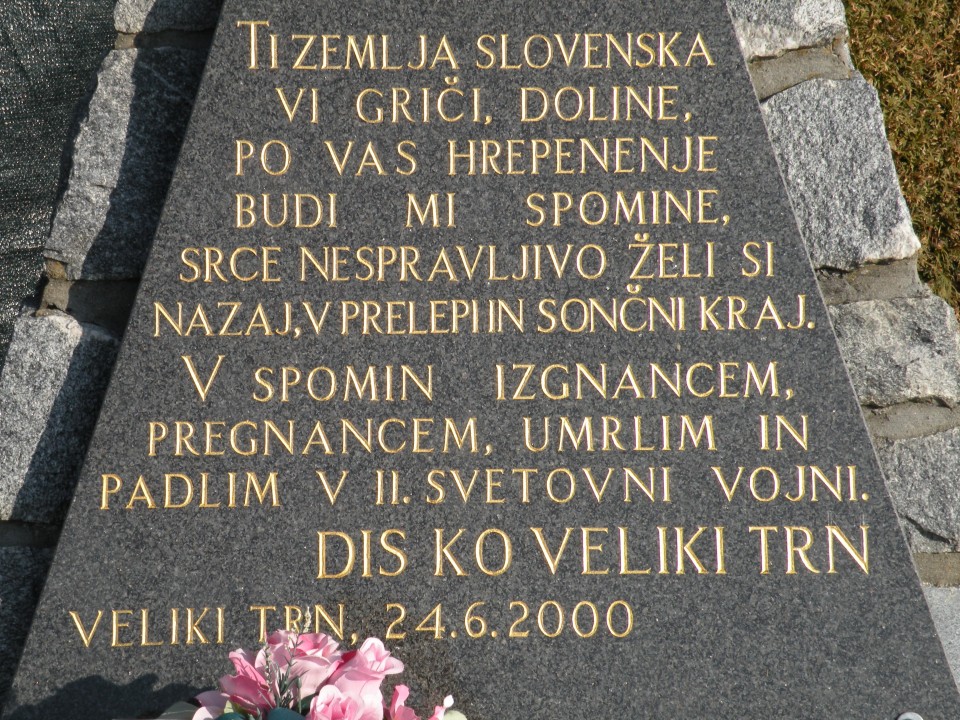 TI ZEMLJA SLOVENSKA
VI GRIČI, DOLINE,
PO VAS HREPENENJE
BUDI MI SPOMINE,
SRCE NESPRAVLJIVO ŽELI SI
NAZAJ, V PRELEPI IN SONČNI KRAJ.
V SPOMIN IZGNANCEM,
PREGNANCEM, UMRLIM IN
PADLIM V II. SVETOVNI VOJNI.
DIS KO VELIKI TRN
VELIKI TRN, 24.6.2000